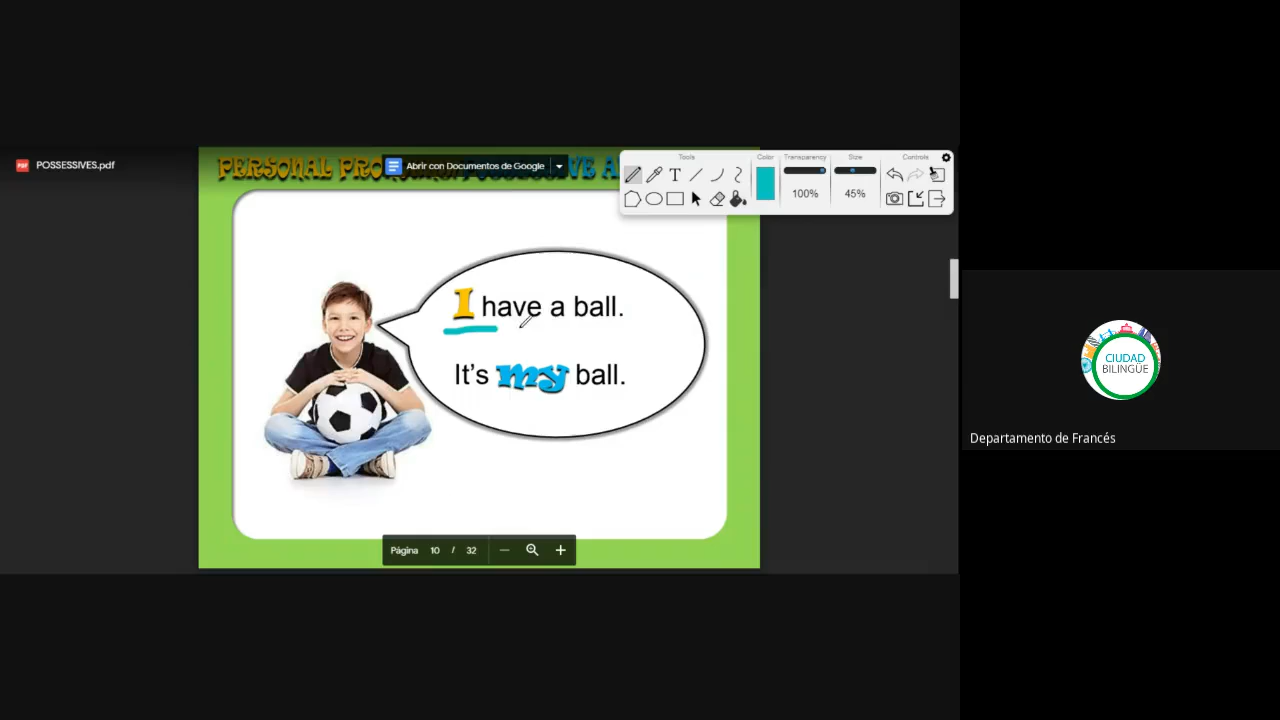 POSSESSIVES.pdf
PERSONAL
Abrir con Documentos de Google
Tools
Color
Transparency
Size
Controls
100%
45%
I have a ball.
It's my ball.
Página 10 / 32
CIUDAD
BILINGÜE
Departamento de Francés